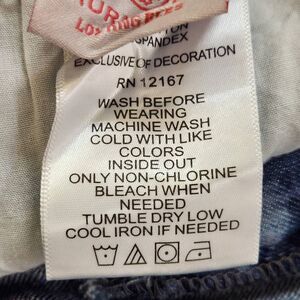 SPANDEX
EXCLUSIVE OF DECORATION
RN 12167
WASH BEFORE
WEARING
MACHINE WASH
COLD WITH LIKE
COLORS
INSIDE OUT
ONLY NON-CHLORINE
BLEACH WHEN
NEEDED
TUMBLE DRY LOW
COOL IRON IF NEEDED